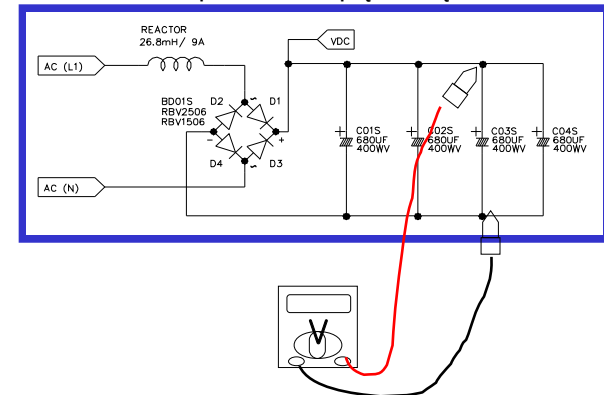 REACTOR
26.8mH/ 9A
VDC
AC (L1)
BD01S
RBV2506
RBV1506
D2
D1
~
-
+
C01S
680UF
400WV
+
C02S
680UF
400WV
+
C03S
680UF
400WV
+
C04S
680UF
400WV
+
D4
D3
~
AC (N)
V